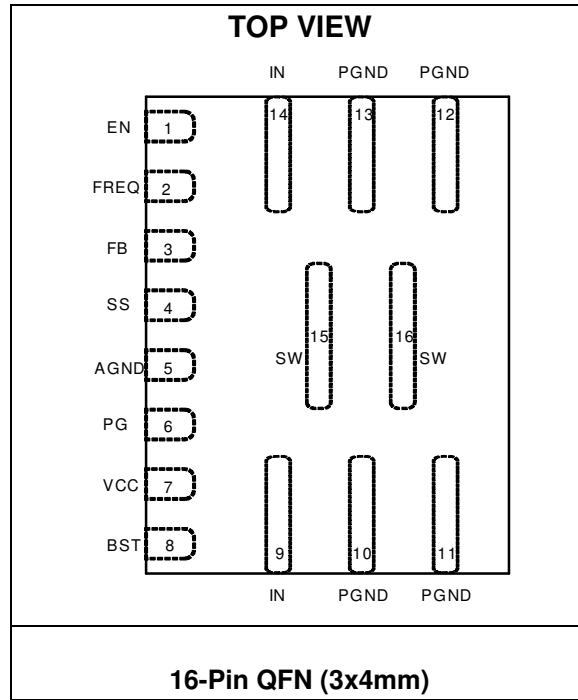 TOP VIEW
IN PGND PGND
14 13 12
EN 1
FREQ 2
FB 3
SS 4
15 16
SW SW
AGND 5
PG 6
VCC 7
BST 8
9 10 11
IN PGND PGND
16-Pin QFN (3x4mm)